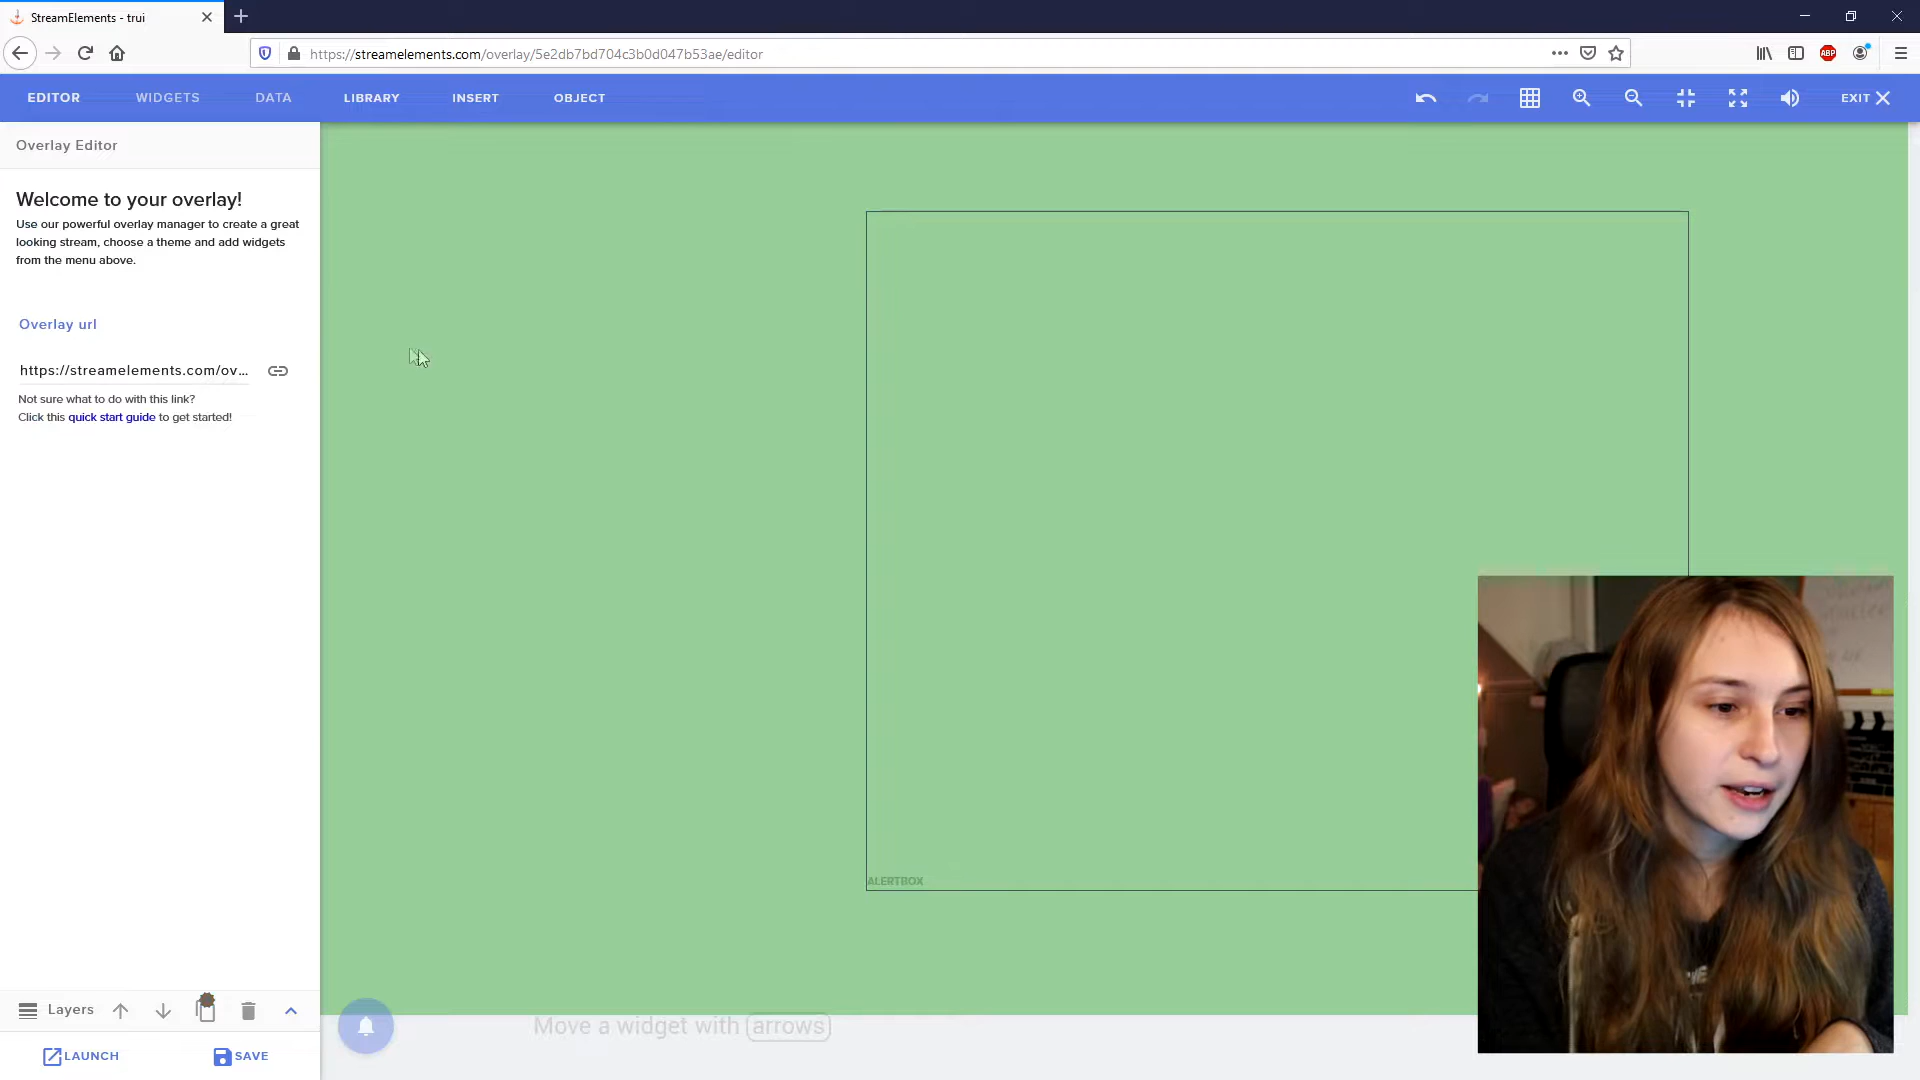 StreamElements - trui
https://streamelements.com/overlay/5e2db7bd704c3b0d047b53ae/editor
ABP
EDITOR
WIDGETS
DATA
LIBRARY
INSERT
OBJECT
EXIT
Overlay Editor
Welcome to your overlay!
Use our powerful overlay manager to create a great
looking stream, choose a theme and add widgets
from the menu above.
Overlay url
https://streamelements.com/ov...
Not sure what to do with this link?
Click this quick start guide to get started!
ALERTBOX
Layers
Move a widget with arrows
LAUNCH
SAVE